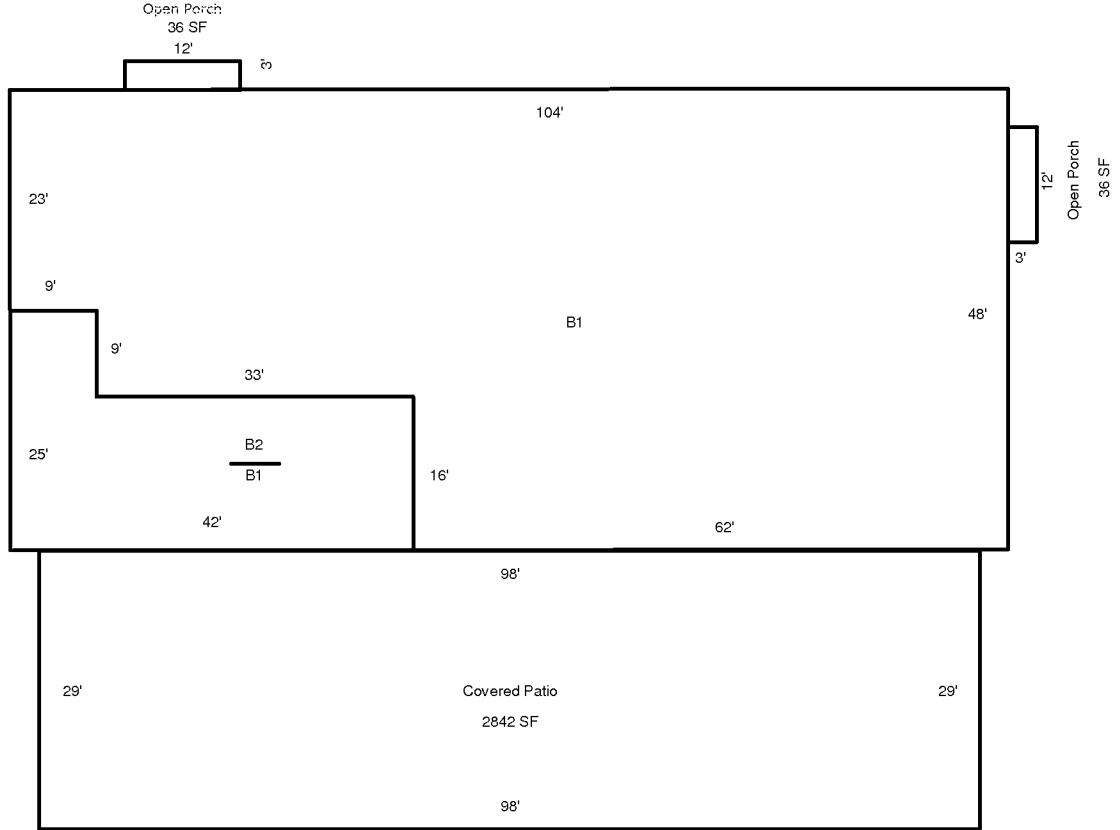 Open Porch
36 SF
12'
3'
104'
23'
12'
Open Porch
36 SF
3'
9'
48'
B1
9'
33'
B2
B1
25'
16'
42'
62'
98'
29'
Covered Patio
29'
2842 SF
98'